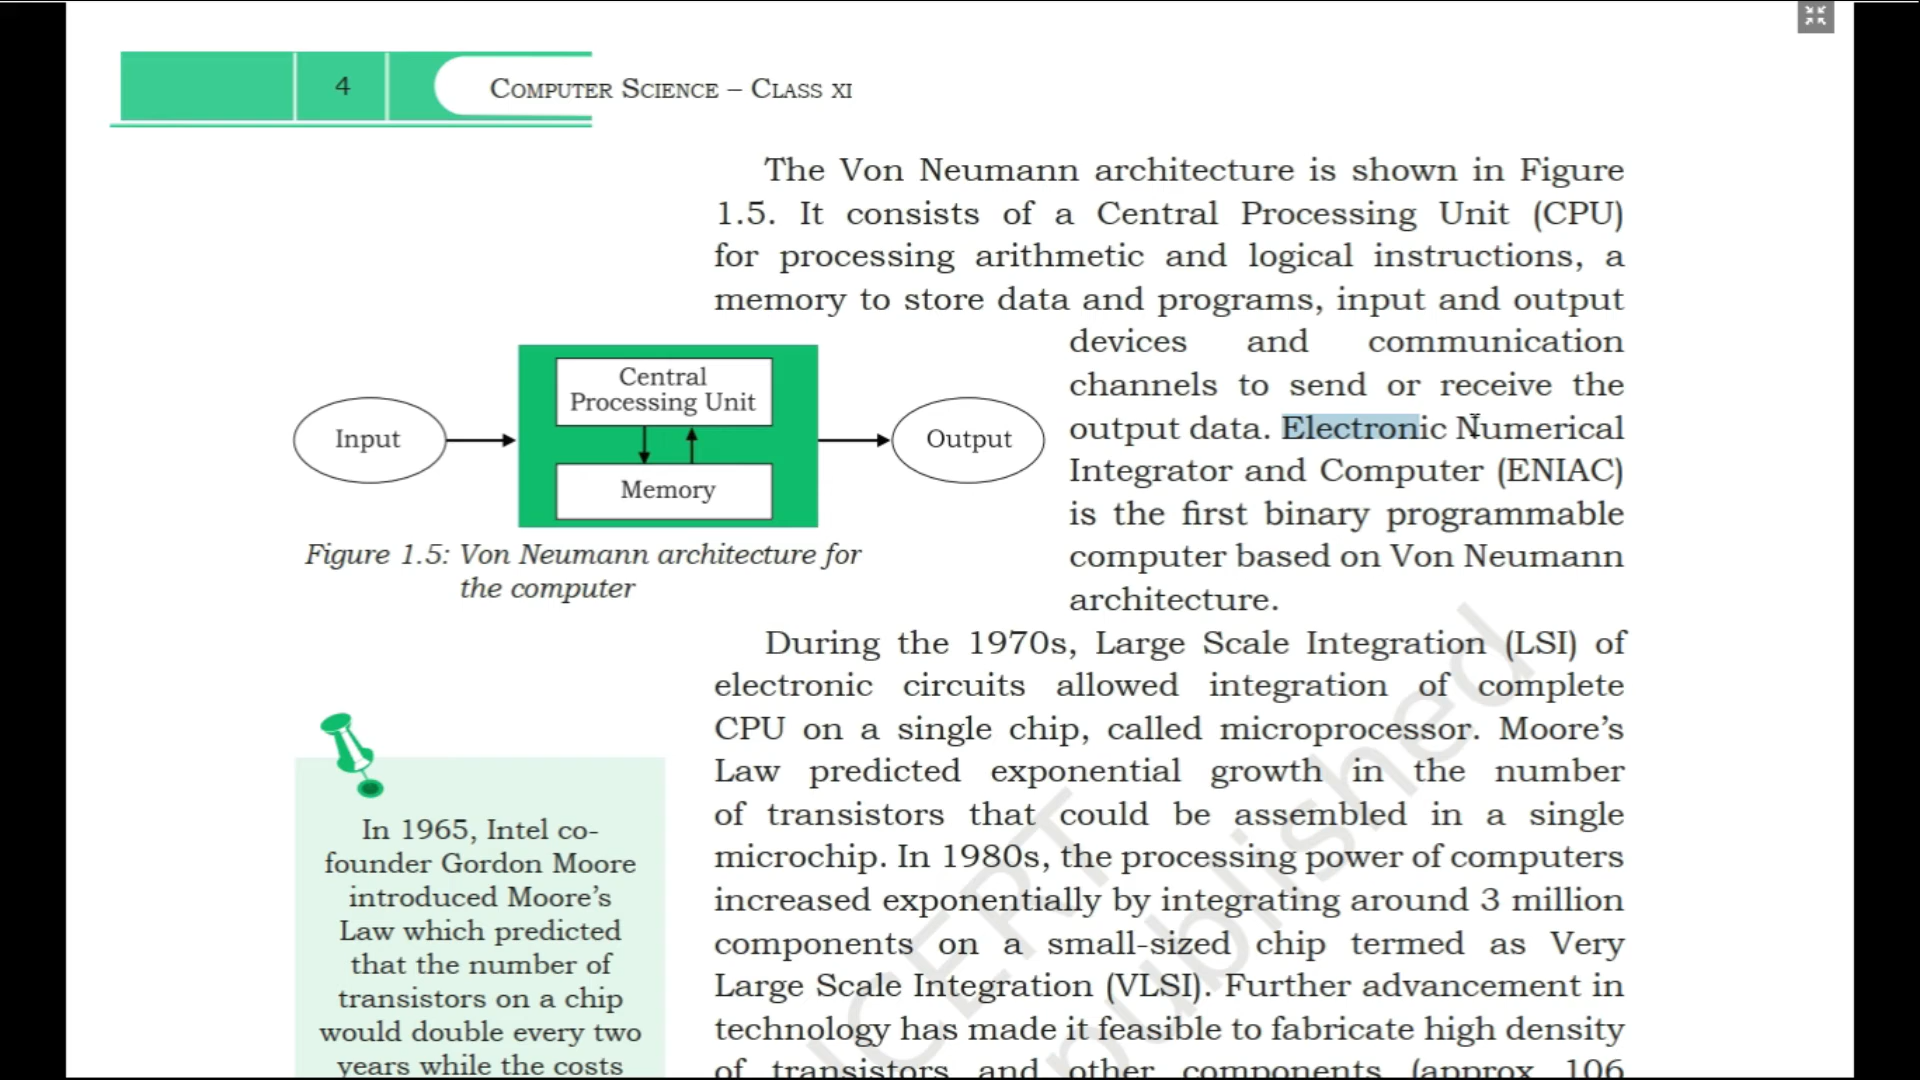 4
COMPUTER SCIENCE – CLASS XI
The Von Neumann architecture is shown in Figure
1.5. It consists of a Central Processing Unit (CPU)
for processing arithmetic and logical instructions, a
memory to store data and programs, input and output
devices and communication
channels to send or receive the
output data. Electronic Numerical
Integrator and Computer (ENIAC)
is the first binary programmable
computer based on Von Neumann
architecture.
Input
Central
Processing Unit
Memory
Output
Figure 1.5: Von Neumann architecture for
the computer
During the 1970s, Large Scale Integration (LSI) of
electronic circuits allowed integration of complete
CPU on a single chip, called microprocessor. Moore’s
Law predicted exponential growth in the number
of transistors that could be assembled in a single
microchip. In 1980s, the processing power of computers
increased exponentially by integrating around 3 million
components on a small-sized chip termed as Very
Large Scale Integration (VLSI). Further advancement in
technology has made it feasible to fabricate high density
of transistors and other components (approx 106
In 1965, Intel co-
founder Gordon Moore
introduced Moore’s
Law which predicted
that the number of
transistors on a chip
would double every two
years while the costs